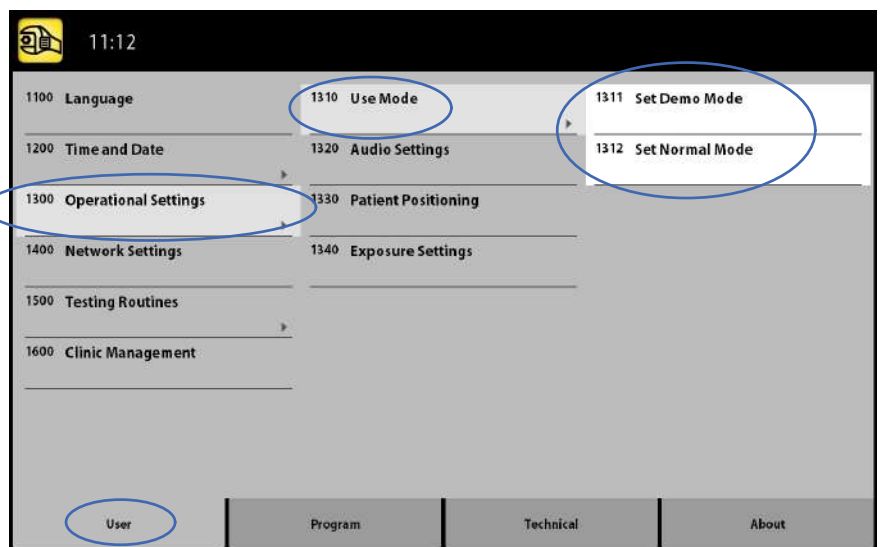 11:12
1100 Language
1200 Time and Date
1300 Operational Settings
1400 Network Settings
1500 Testing Routines
1600 Clinic Management
1310 Use Mode
1320 Audio Settings
1330 Patient Positioning
1340 Exposure Settings
1311 Set Demo Mode
1312 Set Normal Mode
User Program Technical About